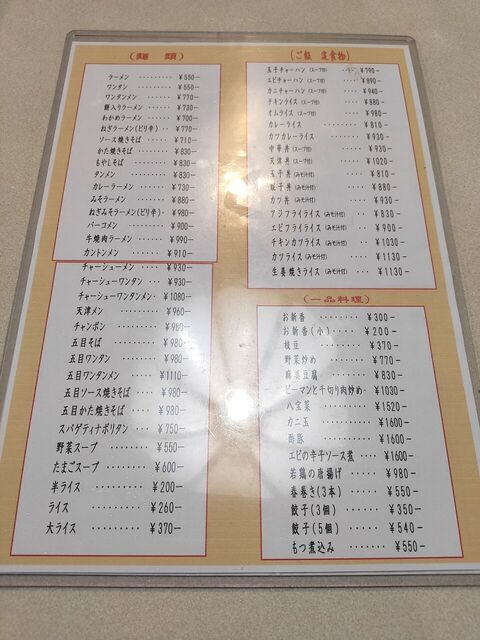 (麺 類)
ラーメン ········· ¥550−
ワンタン ········· ¥550−
ワンタンメン ······ ¥770−
餅入りラーメン ···· ¥730−
わかめラーメン ···· ¥700−
ねぎラーメン(ピリ辛)·· ¥770−
ソース焼きそば ···· ¥710−
かた焼きそば ······ ¥830−
もやしそば ······· ¥830−
タンメン ········· ¥830−
カレーラーメン ···· ¥730−
みそラーメン ······ ¥880−
ねぎみそラーメン(ピリ辛)· ¥980−
バーコメン ······· ¥900−
牛焼肉ラーメン ···· ¥990−
カントンメン ······ ¥910−
チャーシューメン ··· ¥930−
チャーシューワンタン · ¥930−
チャーシューワンタンメン· ¥1080−
天津メン ········ ¥960−
チャンポン ······· ¥980−
五目そば ········ ¥980−
五目ワンタン ····· ¥980−
五目ワンタンメン ··· ¥1110−
五目ソース焼きそば · ¥980−
五目かた焼きそば ·· ¥980−
スパゲティナポリタン ·· ¥750−
野菜スープ ······ ¥550−
たまごスープ ····· ¥600−
半ライス ······· ¥200−
ライス ········ ¥260−
大ライス ······· ¥370−
(ご飯 定食物)
玉子チャーハン(スープ付) ·· ¥790−
エビチャーハン(スープ付) ··· ¥890−
カニチャーハン(スープ付) ··· ¥940−
チキンライス(スープ付) ···· ¥880−
オムライス(スープ付) ····· ¥980−
カレーライス ········ ¥810−
カツカレーライス ······ ¥930−
中華丼(スープ付) ······ ¥930−
天津丼(スープ付) ······ ¥1020−
玉子丼(みそ汁付) ······ ¥810−
親子丼(みそ汁付) ······ ¥880−
カツ丼(みそ汁付) ······ ¥930−
アジフライライス(みそ汁付) ·· ¥830−
エビフライライス(みそ汁付) ·· ¥900−
チキンカツライス(みそ汁付) ·· ¥1030−
カツライス(みそ汁付) ····· ¥1030−
生姜焼きライス(みそ汁付) ··· ¥1130−
(一品料理)
お新香 ········ ¥300−
お新香(小) ····· ¥200−
枝豆 ········· ¥370−
野菜炒め ······· ¥770−
麻婆豆腐 ······· ¥830−
ピーマンと千切り肉炒め· ¥1030−
八宝菜 ········ ¥1520−
カニ玉 ········ ¥1600−
酢豚 ········· ¥1600−
エビの辛子ソース煮 ·· ¥1600−
若鶏の唐揚げ ····· ¥980−
春巻き(3本) ····· ¥550−
餃子(3個) ······ ¥350−
餃子(5個) ······ ¥540−
もつ煮込み ······ ¥550−